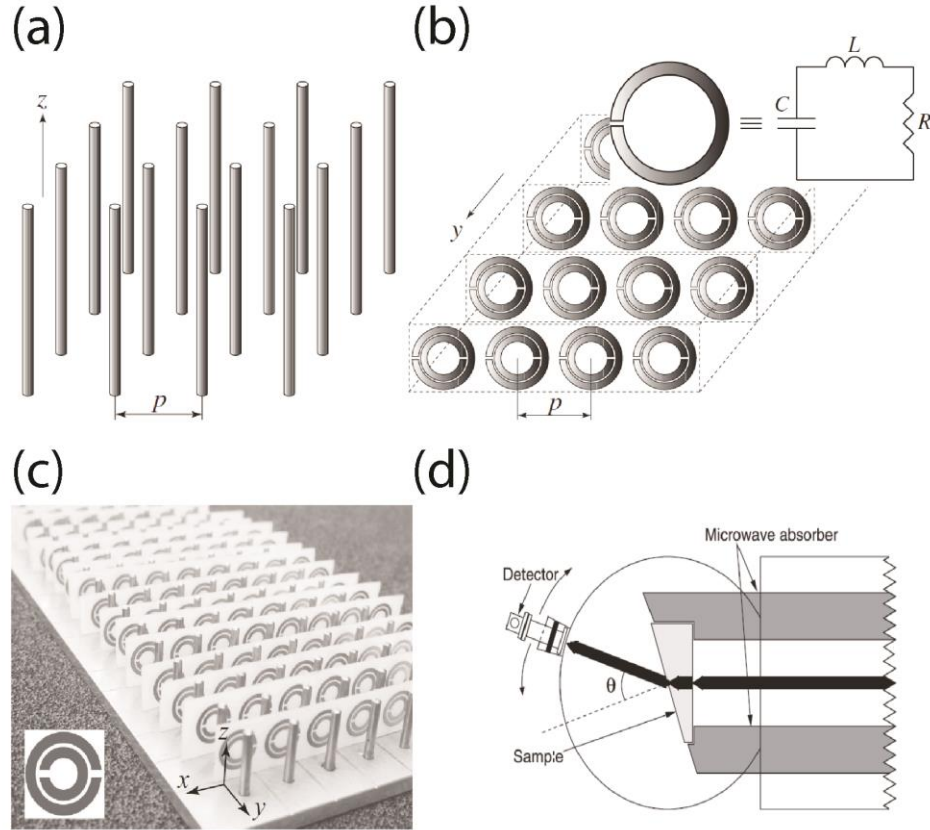 (a)
z
p
(b)
L
C
R
y
p
(c)
z
x
y
(d)
Microwave absorber
Detector
θ
Sample